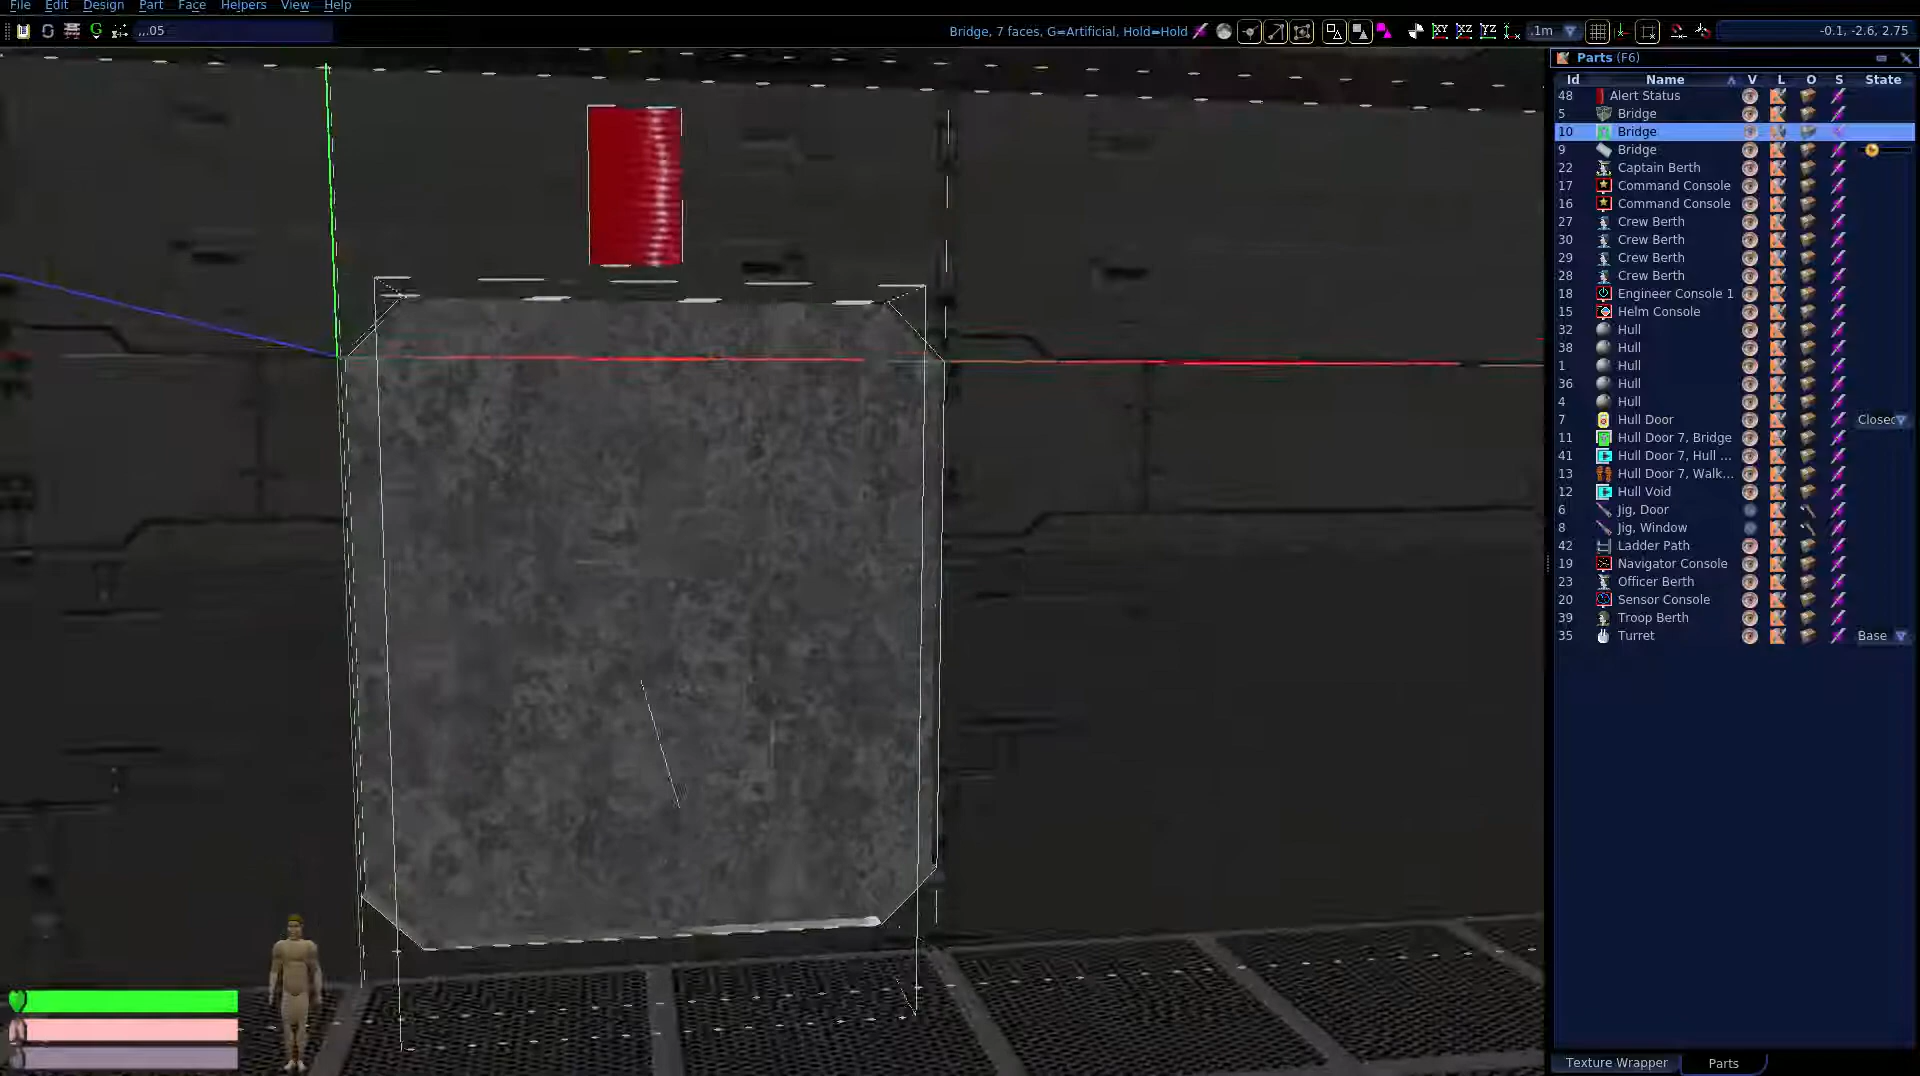 File Edit Design Part Face Helpers View Help
,,.05
Bridge, 7 faces, G=Artificial, Hold=Hold
XY XZ YZ
.1m
-0.1, -2.6, 2.75
Parts (F6)
Id Name V L O S State
48 Alert Status
5 Bridge
10 Bridge
9 Bridge
22 Captain Berth
17 Command Console
16 Command Console
27 Crew Berth
30 Crew Berth
29 Crew Berth
28 Crew Berth
18 Engineer Console 1
15 Helm Console
32 Hull
38 Hull
1 Hull
36 Hull
4 Hull
7 Hull Door Closed
11 Hull Door 7, Bridge
41 Hull Door 7, Hull ...
13 Hull Door 7, Walk...
12 Hull Void
6 Jig, Door
8 Jig, Window
42 Ladder Path
19 Navigator Console
23 Officer Berth
20 Sensor Console
39 Troop Berth
35 Turret Base
Texture Wrapper Parts